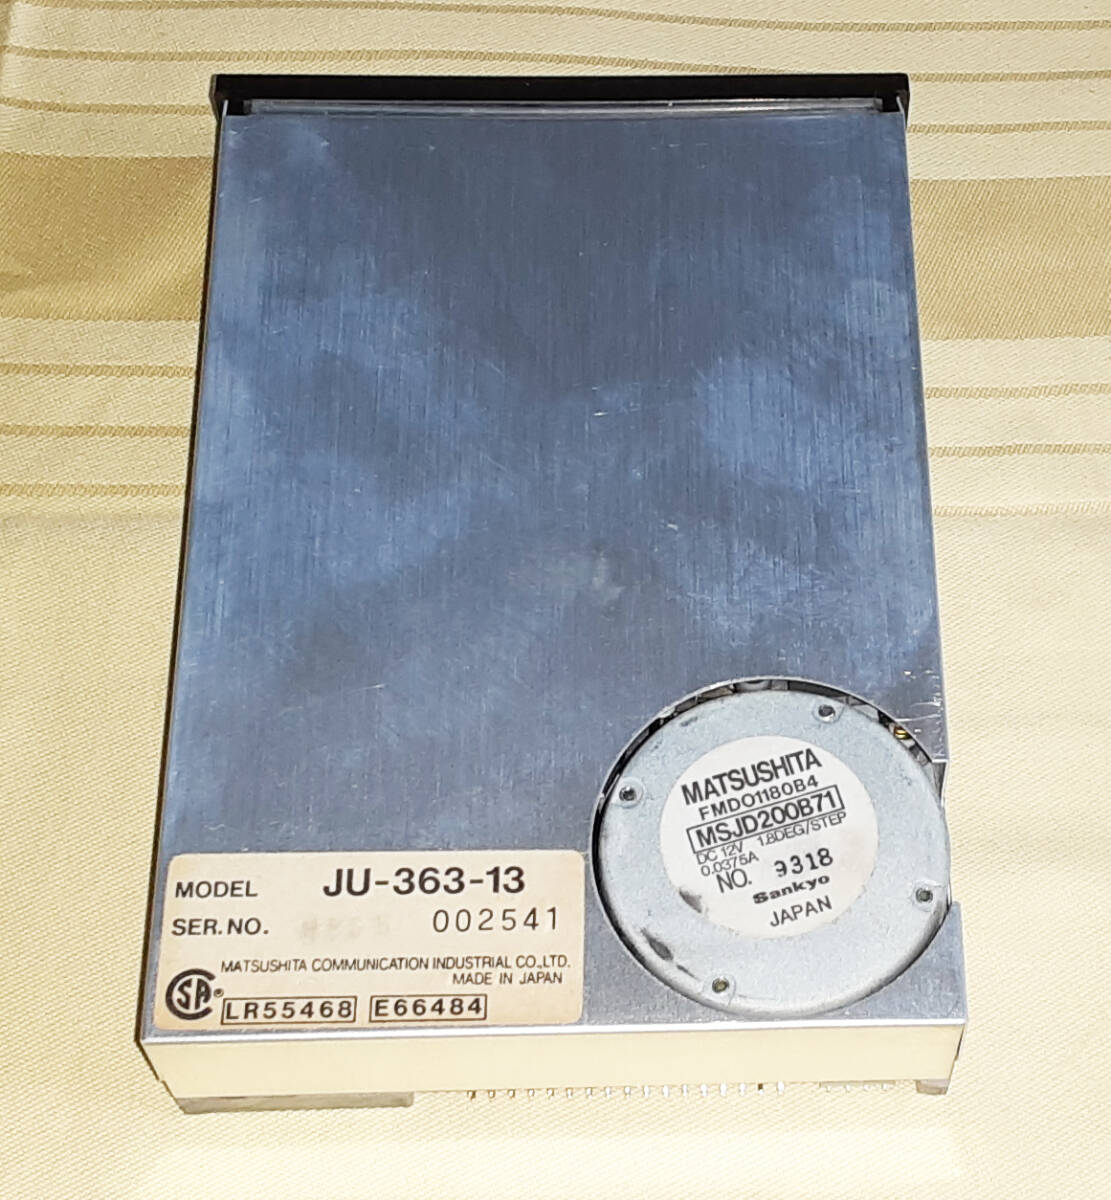 MATSUSHITA
FMDO1180B4
MSJD200B71
DC 12V 1.8DEG/STEP
0.0375A
NO. 9318
Sankyo
JAPAN
MODEL JU-363-13
SER.NO. 002541
MATSUSHITA COMMUNICATION INDUSTRIAL CO.,LTD.
MADE IN JAPAN
SA® LR55468 E66484